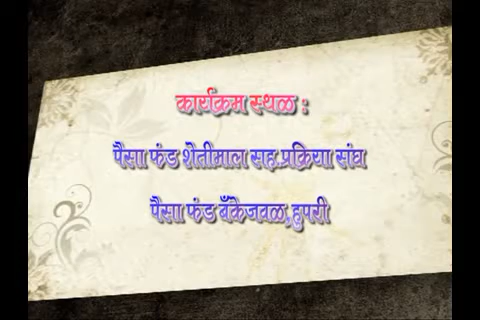 कार्यक्रम स्थळ :
पैसा फंड शेतीमाल सह.प्रक्रिया संघ
पैसा फंड बँकेजवळ,हुपरी